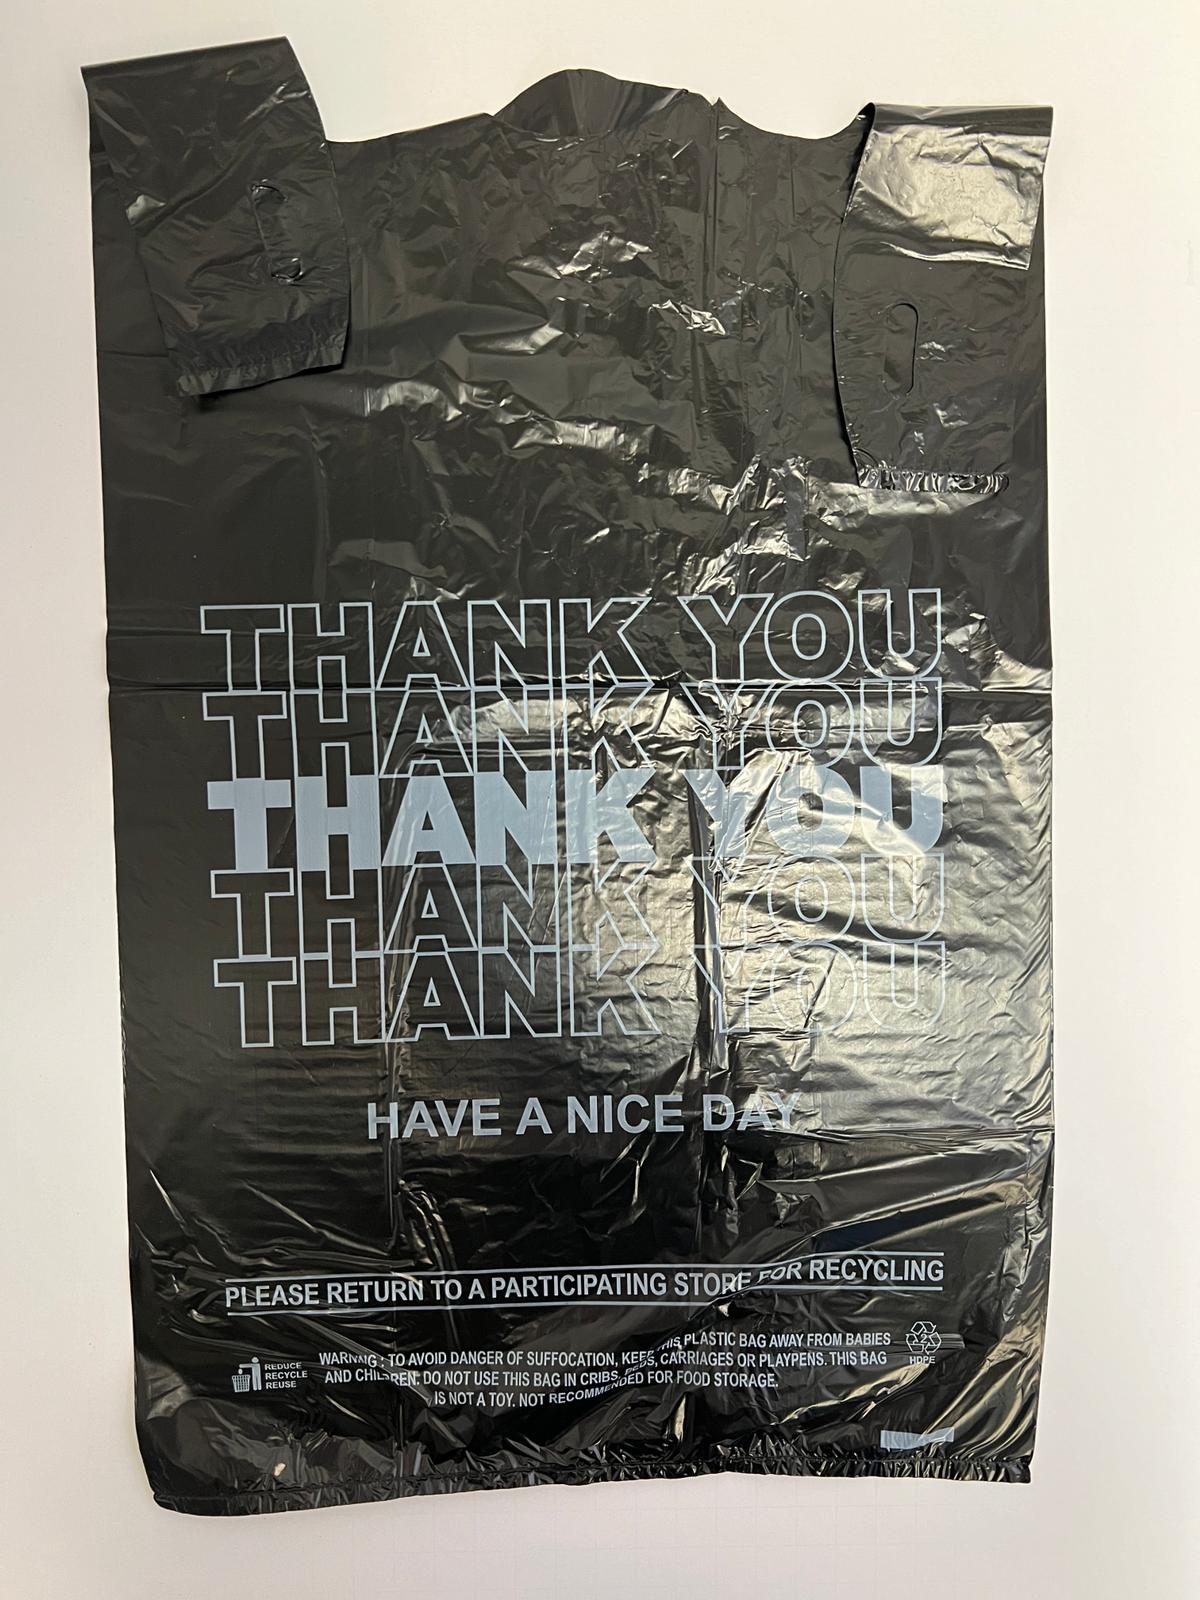 THANK YOU
THANK YOU
THANK YOU
THANK YOU
THANK YOU
HAVE A NICE DAY
PLEASE RETURN TO A PARTICIPATING STORE FOR RECYCLING
REDUCE
RECYCLE
REUSE
WARNING : TO AVOID DANGER OF SUFFOCATION, KEEP THIS PLASTIC BAG AWAY FROM BABIES
AND CHILDREN. DO NOT USE THIS BAG IN CRIBS, BEDS, CARRIAGES OR PLAYPENS. THIS BAG
IS NOT A TOY. NOT RECOMMENDED FOR FOOD STORAGE.
2
HDPE